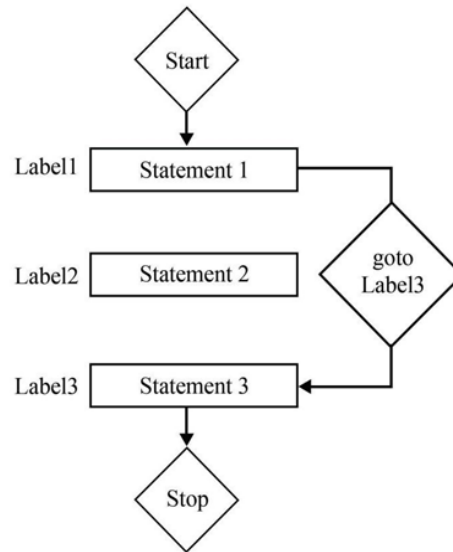 Start
Label1 Statement 1
goto
Label3
Label2 Statement 2
Label3 Statement 3
Stop